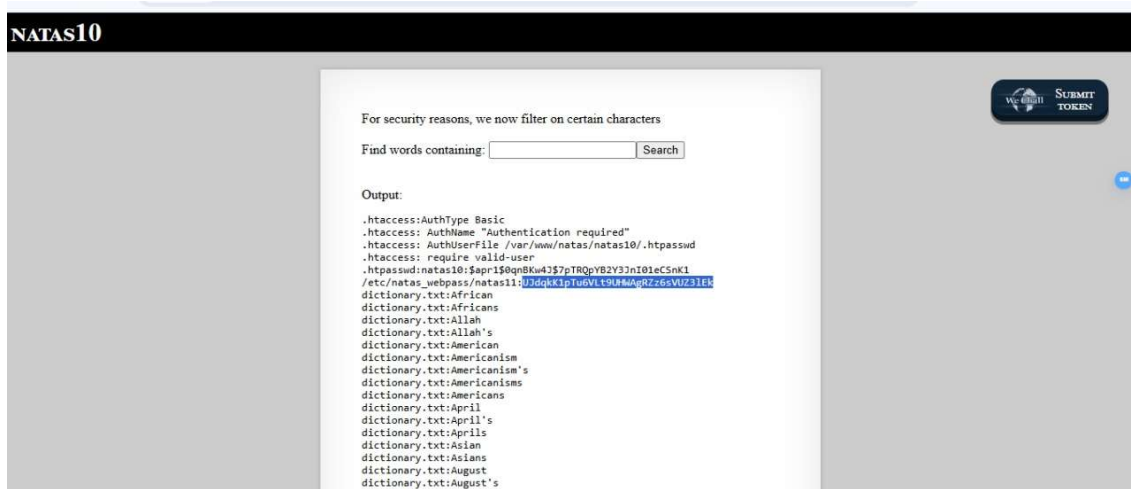 NATAS10
We Chall
SUBMIT TOKEN
For security reasons, we now filter on certain characters
Find words containing:
Search
Output:
.htaccess:AuthType Basic
.htaccess: AuthName "Authentication required"
.htaccess: AuthUserFile /var/www/natas/natas10/.htpasswd
.htaccess: require valid-user
.htpasswd:natas10:$apr1$0qnBKw4J$7pTRQpYB2Y3JnI01eCSnK1
/etc/natas_webpass/natas11:UJdqkK1pTu6VLt9UHWAgRZz6sVUZ3lEk
dictionary.txt:African
dictionary.txt:Africans
dictionary.txt:Allah
dictionary.txt:Allah's
dictionary.txt:American
dictionary.txt:Americanism
dictionary.txt:Americanism's
dictionary.txt:Americanisms
dictionary.txt:Americans
dictionary.txt:April
dictionary.txt:April's
dictionary.txt:Aprils
dictionary.txt:Asian
dictionary.txt:Asians
dictionary.txt:August
dictionary.txt:August's